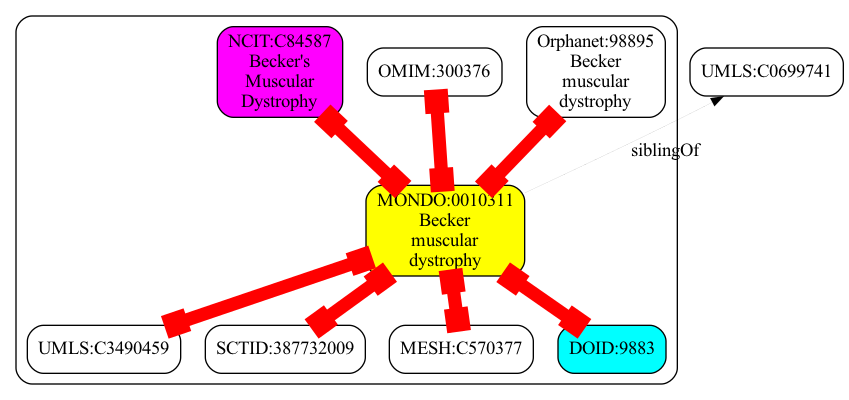 NCIT:C84587
Becker's
Muscular
Dystrophy
OMIM:300376
Orphanet:98895
Becker
muscular
dystrophy
UMLS:C0699741
siblingOf
MONDO:0010311
Becker
muscular
dystrophy
UMLS:C3490459
SCTID:387732009
MESH:C570377
DOID:9883